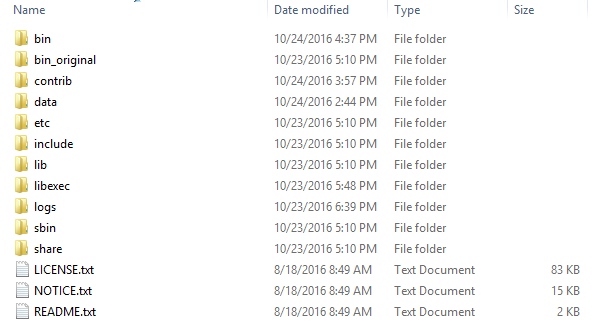 Name Date modified Type Size
bin 10/24/2016 4:37 PM File folder
bin_original 10/23/2016 5:10 PM File folder
contrib 10/24/2016 3:57 PM File folder
data 10/24/2016 2:44 PM File folder
etc 10/23/2016 5:10 PM File folder
include 10/23/2016 5:10 PM File folder
lib 10/23/2016 5:10 PM File folder
libexec 10/23/2016 5:48 PM File folder
logs 10/23/2016 6:39 PM File folder
sbin 10/23/2016 5:10 PM File folder
share 10/23/2016 5:10 PM File folder
LICENSE.txt 8/18/2016 8:49 AM Text Document 83 KB
NOTICE.txt 8/18/2016 8:49 AM Text Document 15 KB
README.txt 8/18/2016 8:49 AM Text Document 2 KB